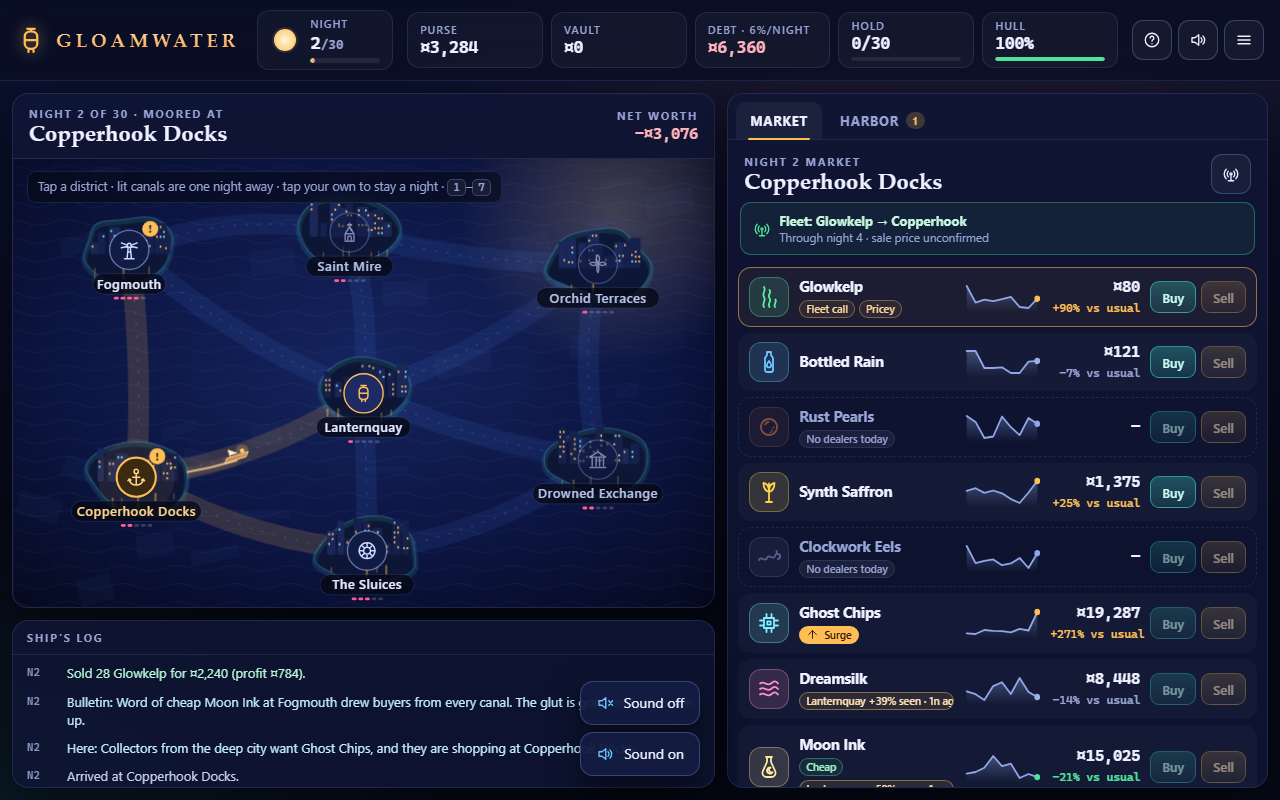 GLOAMWATER
NIGHT
2/30
PURSE
¤3,284
VAULT
¤0
DEBT · 6%/NIGHT
¤6,360
HOLD
0/30
HULL
100%
NIGHT 2 OF 30 · MOORED AT
Copperhook Docks
NET WORTH
−¤3,076
Tap a district · lit canals are one night away · tap your own to stay a night · 1–7
Fogmouth
Saint Mire
Orchid Terraces
Lanternquay
Copperhook Docks
Drowned Exchange
The Sluices
SHIP'S LOG
N2 Sold 28 Glowkelp for ¤2,240 (profit ¤784).
N2 Bulletin: Word of cheap Moon Ink at Fogmouth drew buyers from every canal. The glut is
up.
N2 Here: Collectors from the deep city want Ghost Chips, and they are shopping at
N2 Arrived at Copperhook Docks.
Sound off
Sound on
MARKET
HARBOR 1
NIGHT 2 MARKET
Copperhook Docks
Fleet: Glowkelp → Copperhook
Through night 4 · sale price unconfirmed
Glowkelp
Fleet call Pricey
¤80
+90% vs usual
Buy Sell
Bottled Rain
¤121
−7% vs usual
Buy Sell
Rust Pearls
No dealers today
—
Buy Sell
Synth Saffron
¤1,375
+25% vs usual
Buy Sell
Clockwork Eels
No dealers today
—
Buy Sell
Ghost Chips
↑ Surge
¤19,287
+271% vs usual
Buy Sell
Dreamsilk
Lanternquay +39% seen · 1n
¤8,448
−14% vs usual
Buy Sell
Moon Ink
Cheap
¤15,025
−21% vs usual
Buy Sell